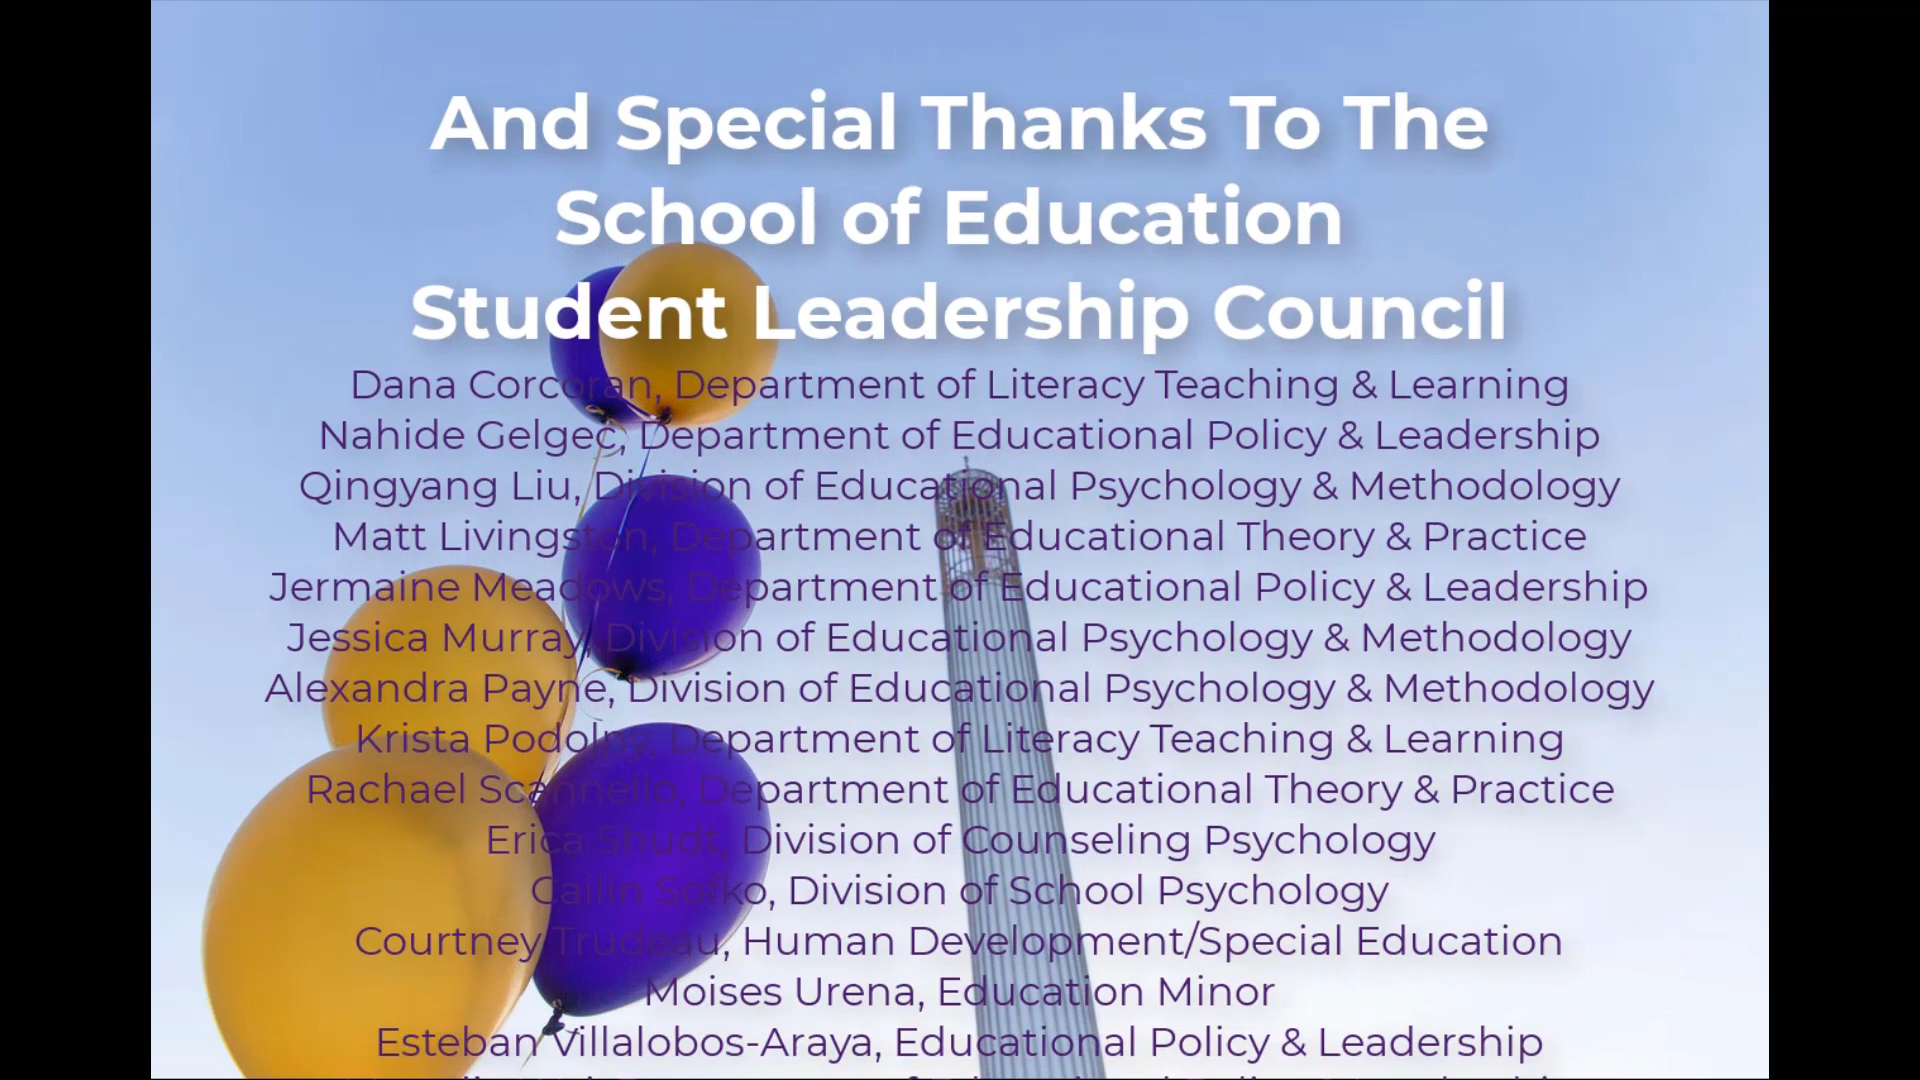 And Special Thanks To The
School of Education
Student Leadership Council
Dana Corcoran, Department of Literacy Teaching & Learning
Nahide Gelgec, Department of Educational Policy & Leadership
Qingyang Liu, Division of Educational Psychology & Methodology
Matt Livingston, Department of Educational Theory & Practice
Jermaine Meadows, Department of Educational Policy & Leadership
Jessica Murray, Division of Educational Psychology & Methodology
Alexandra Payne, Division of Educational Psychology & Methodology
Krista Podolny, Department of Literacy Teaching & Learning
Rachael Scannello, Department of Educational Theory & Practice
Erica Shudt, Division of Counseling Psychology
Cailin Sofko, Division of School Psychology
Courtney Trudeau, Human Development/Special Education
Moises Urena, Education Minor
Esteban Villalobos-Araya, Educational Policy & Leadership